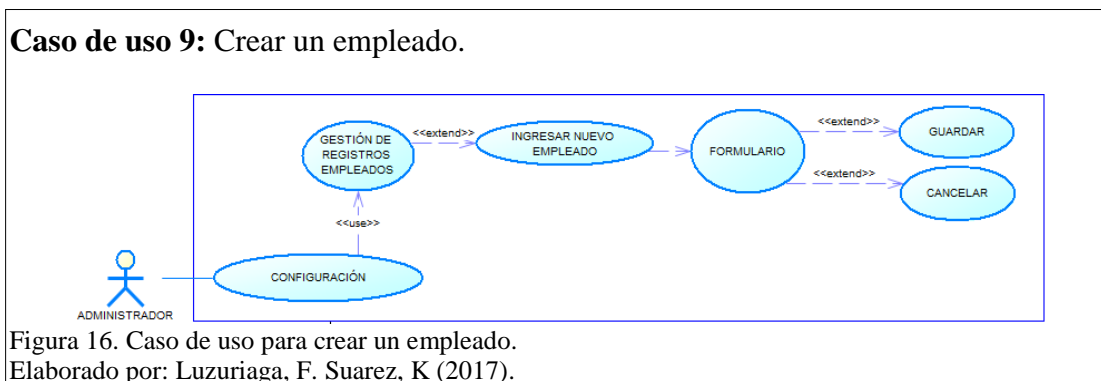 Caso de uso 9: Crear un empleado.
GESTIÓN DE
REGISTROS
EMPLEADOS
<<extend>>
INGRESAR NUEVO
EMPLEADO
FORMULARIO
<<extend>>
GUARDAR
<<extend>>
CANCELAR
<<use>>
CONFIGURACIÓN
ADMINISTRADOR
Figura 16. Caso de uso para crear un empleado.
Elaborado por: Luzuriaga, F. Suarez, K (2017).